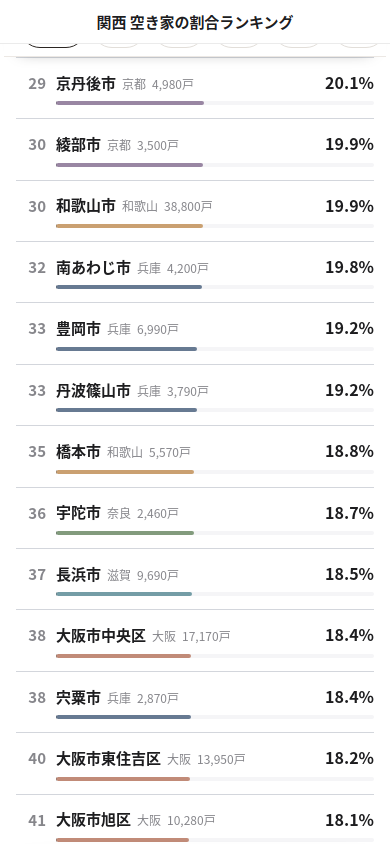 関西 空き家の割合ランキング
29 京丹後市 京都 4,980戸 20.1%
30 綾部市 京都 3,500戸 19.9%
30 和歌山市 和歌山 38,800戸 19.9%
32 南あわじ市 兵庫 4,200戸 19.8%
33 豊岡市 兵庫 6,990戸 19.2%
33 丹波篠山市 兵庫 3,790戸 19.2%
35 橋本市 和歌山 5,570戸 18.8%
36 宇陀市 奈良 2,460戸 18.7%
37 長浜市 滋賀 9,690戸 18.5%
38 大阪市中央区 大阪 17,170戸 18.4%
38 宍粟市 兵庫 2,870戸 18.4%
40 大阪市東住吉区 大阪 13,950戸 18.2%
41 大阪市旭区 大阪 10,280戸 18.1%